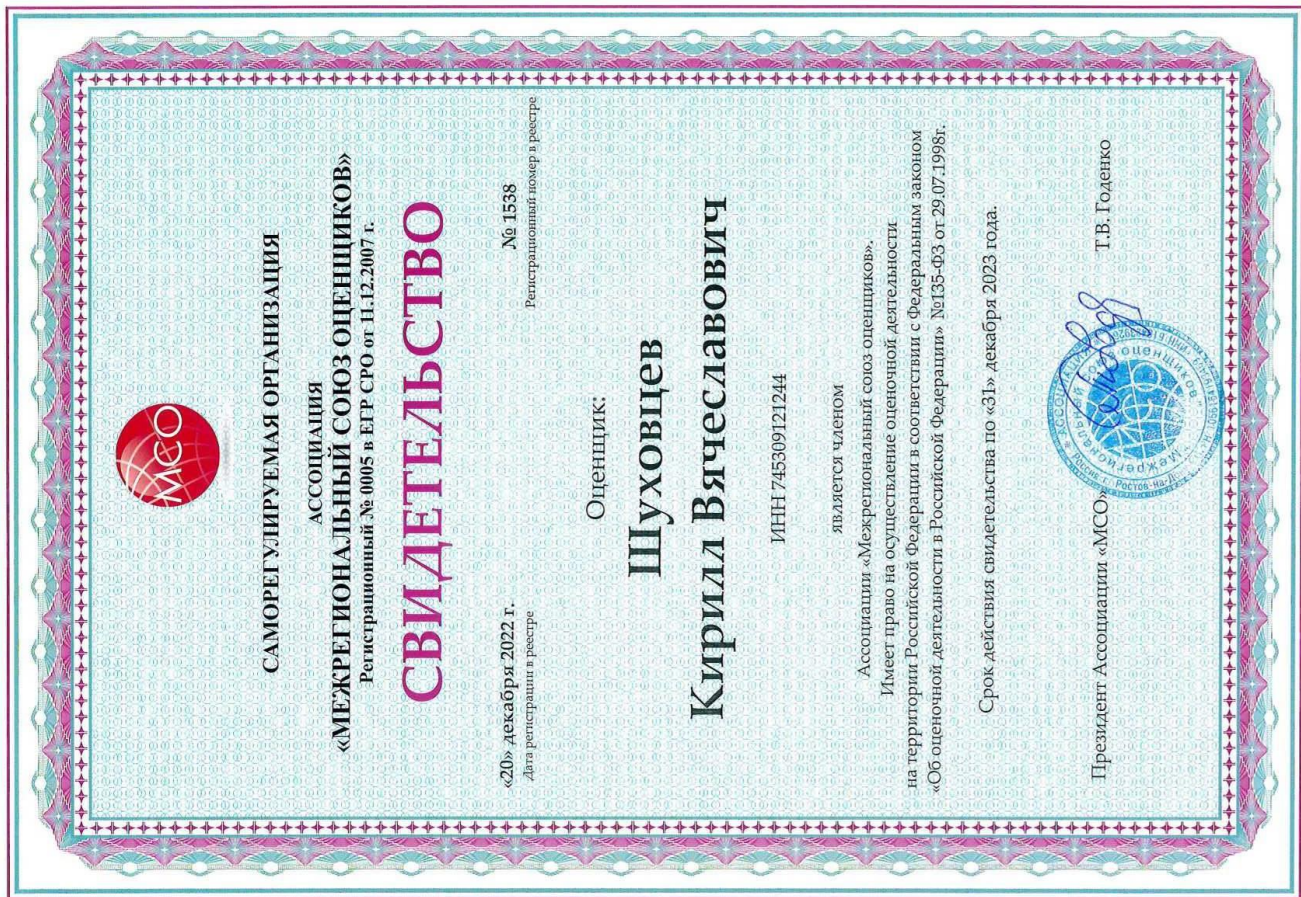 МСО
САМОРЕГУЛИРУЕМАЯ ОРГАНИЗАЦИЯ
АССОЦИАЦИЯ
«МЕЖРЕГИОНАЛЬНЫЙ СОЮЗ ОЦЕНЩИКОВ»
Регистрационный № 0005 в ЕГР СРО от 11.12.2007 г.
СВИДЕТЕЛЬСТВО
«20» декабря 2022 г. № 1538
Дата регистрации в реестре Регистрационный номер в реестре
Оценщик:
Шуховцев
Кирилл Вячеславович
ИНН 745309121244
является членом
Ассоциации «Межрегиональный союз оценщиков».
Имеет право на осуществление оценочной деятельности
на территории Российской Федерации в соответствии с Федеральным законом
«Об оценочной деятельности в Российской Федерации» №135-ФЗ от 29.07.1998г.
Срок действия свидетельства по «31» декабря 2023 года.
Президент Ассоциации «МСО» Т.В. Годенко